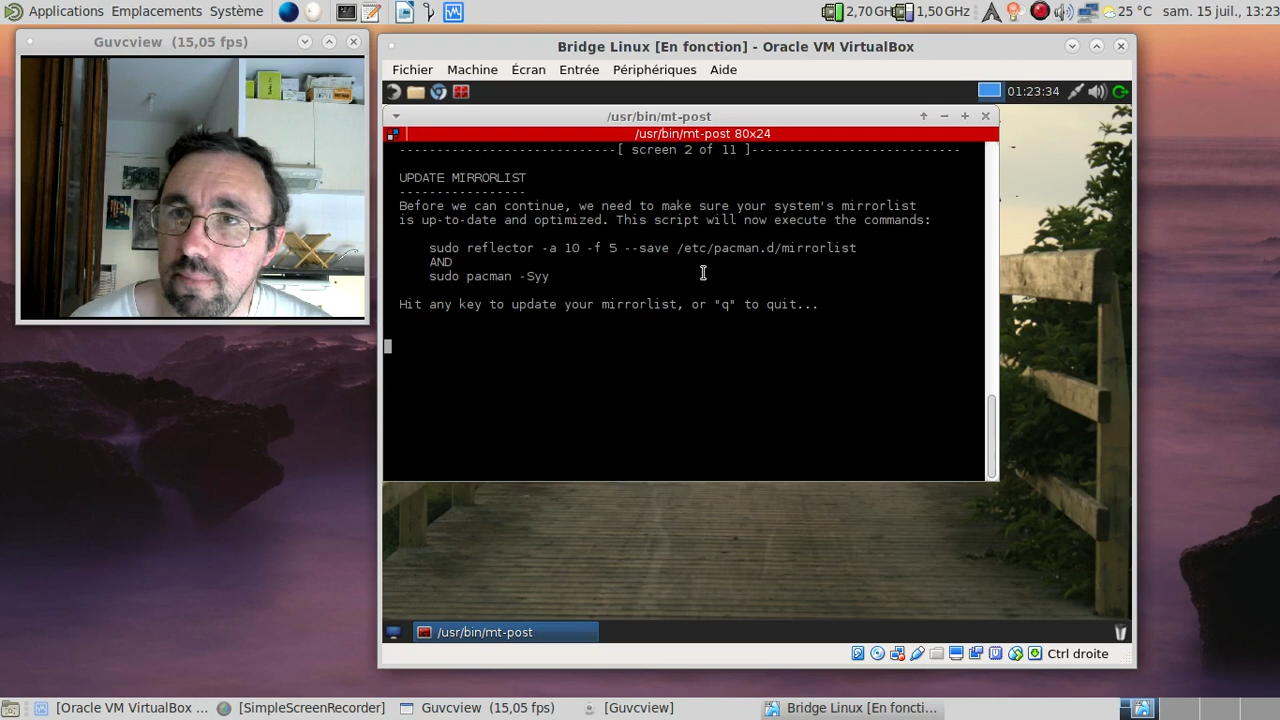 Applications Emplacements Système
2,70 GH 1,50 GHz 25 °C sam. 15 juil., 13:23
Guvcview (15,05 fps)
Bridge Linux [En fonction] - Oracle VM VirtualBox
Fichier Machine Écran Entrée Périphériques Aide
01:23:34
/usr/bin/mt-post
/usr/bin/mt-post 80x24
-----------------------------[ screen 2 of 11 ]----------------------------
UPDATE MIRRORLIST
-----------------
Before we can continue, we need to make sure your system's mirrorlist
is up-to-date and optimized. This script will now execute the commands:
sudo reflector -a 10 -f 5 --save /etc/pacman.d/mirrorlist
AND
sudo pacman -Syy
Hit any key to update your mirrorlist, or "q" to quit...
/usr/bin/mt-post
Ctrl droite
[Oracle VM VirtualBox ... [SimpleScreenRecorder] Guvcview (15,05 fps) [Guvcview] Bridge Linux [En foncti...